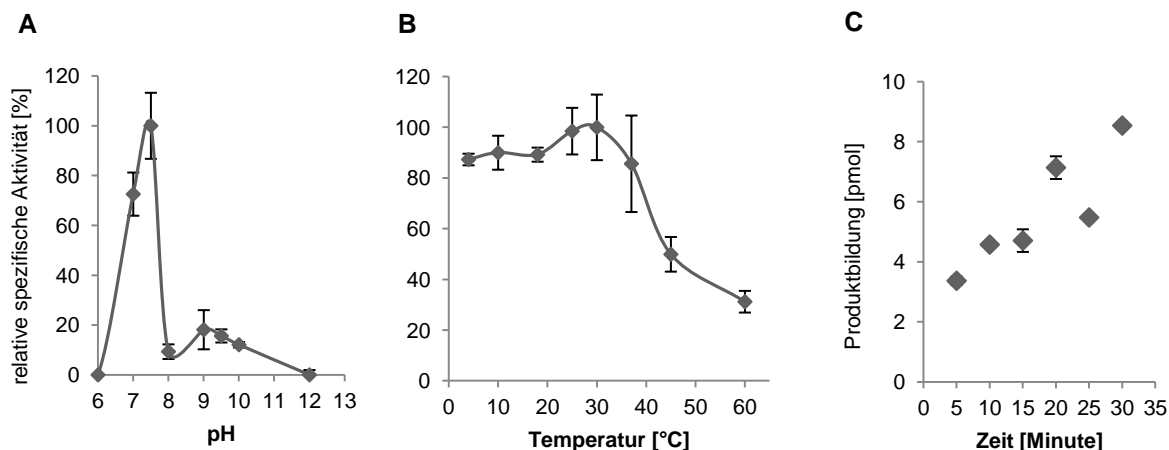 A
relative spezifische Aktivität [%]
120
100
80
60
40
20
0
6 7 8 9 10 11 12 13
pH
B
120
100
80
60
40
20
0
0 10 20 30 40 50 60
Temperatur [°C]
C
Produktbildung [pmol]
10
8
6
4
2
0
0 5 10 15 20 25 30 35
Zeit [Minute]